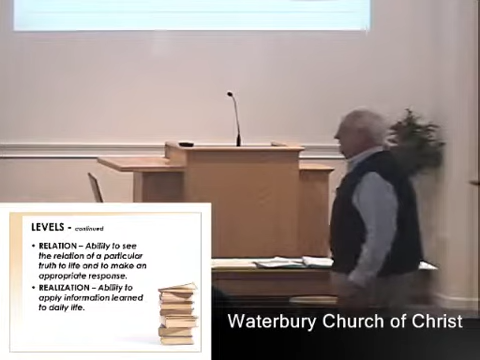 LEVELS - continued
• RELATION – Ability to see
the relation of a particular
truth to life and to make an
appropriate response.
• REALIZATION – Ability to
apply information learned
to daily life.
Waterbury Church of Christ